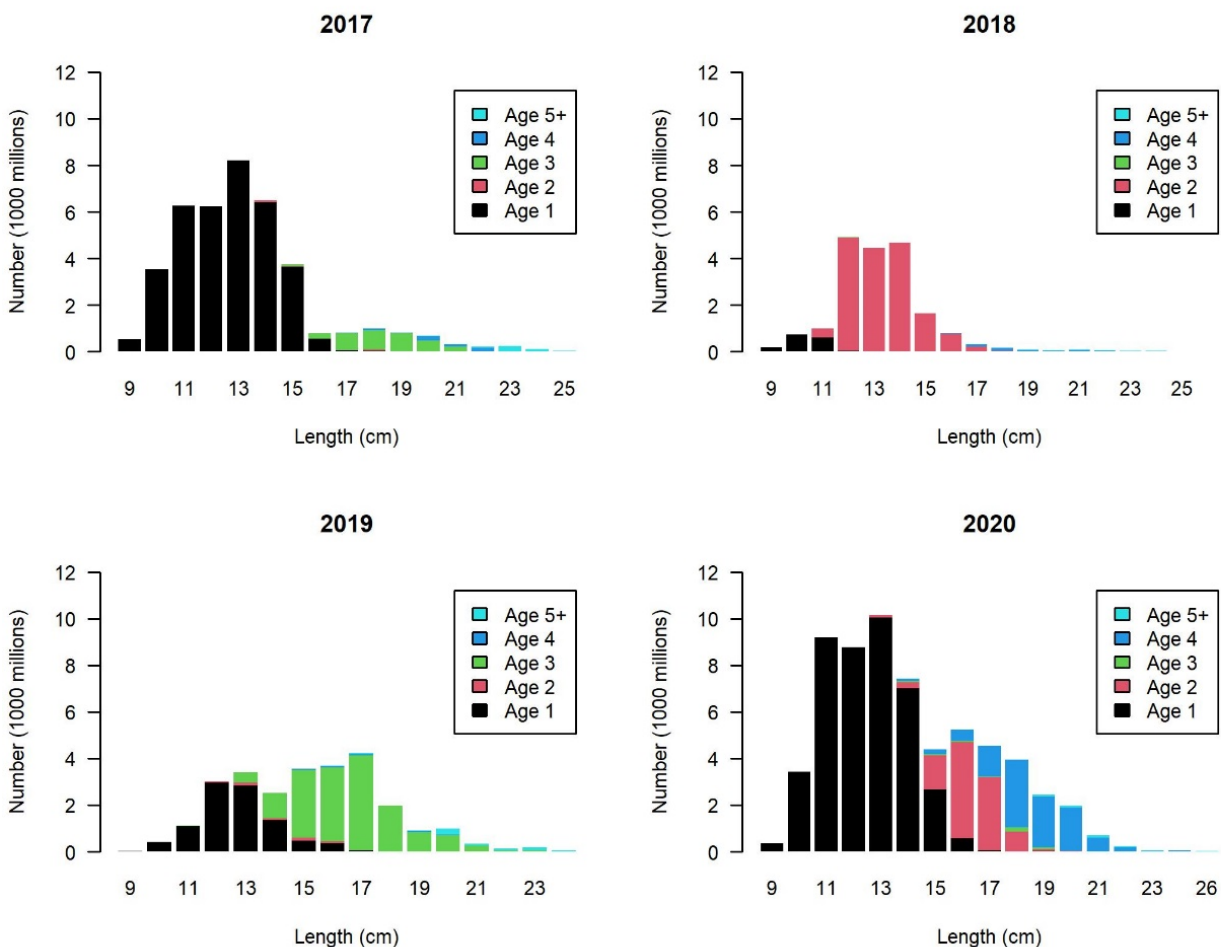 2017
Number (1000 millions)
12
10
8
6
4
2
0
Age 5+
Age 4
Age 3
Age 2
Age 1
9 11 13 15 17 19 21 23 25
Length (cm)
2018
Number (1000 millions)
12
10
8
6
4
2
0
Age 5+
Age 4
Age 3
Age 2
Age 1
9 11 13 15 17 19 21 23 25
Length (cm)
2019
Number (1000 millions)
12
10
8
6
4
2
0
Age 5+
Age 4
Age 3
Age 2
Age 1
9 11 13 15 17 19 21 23
Length (cm)
2020
Number (1000 millions)
12
10
8
6
4
2
0
Age 5+
Age 4
Age 3
Age 2
Age 1
9 11 13 15 17 19 21 23 26
Length (cm)